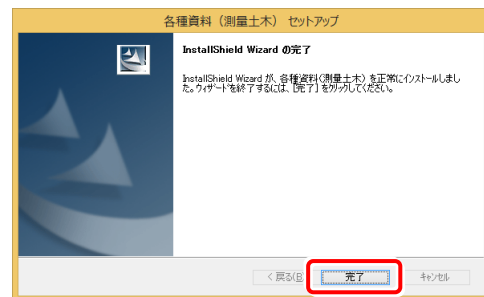 各種資料（測量土木） セットアップ
InstallShield Wizard の完了
InstallShield Wizard が、各種資料（測量土木）を正常にインストールしまし
た。ウィザードを終了するには、[完了] をクリックしてください。
< 戻る(B) 完了 キャンセル